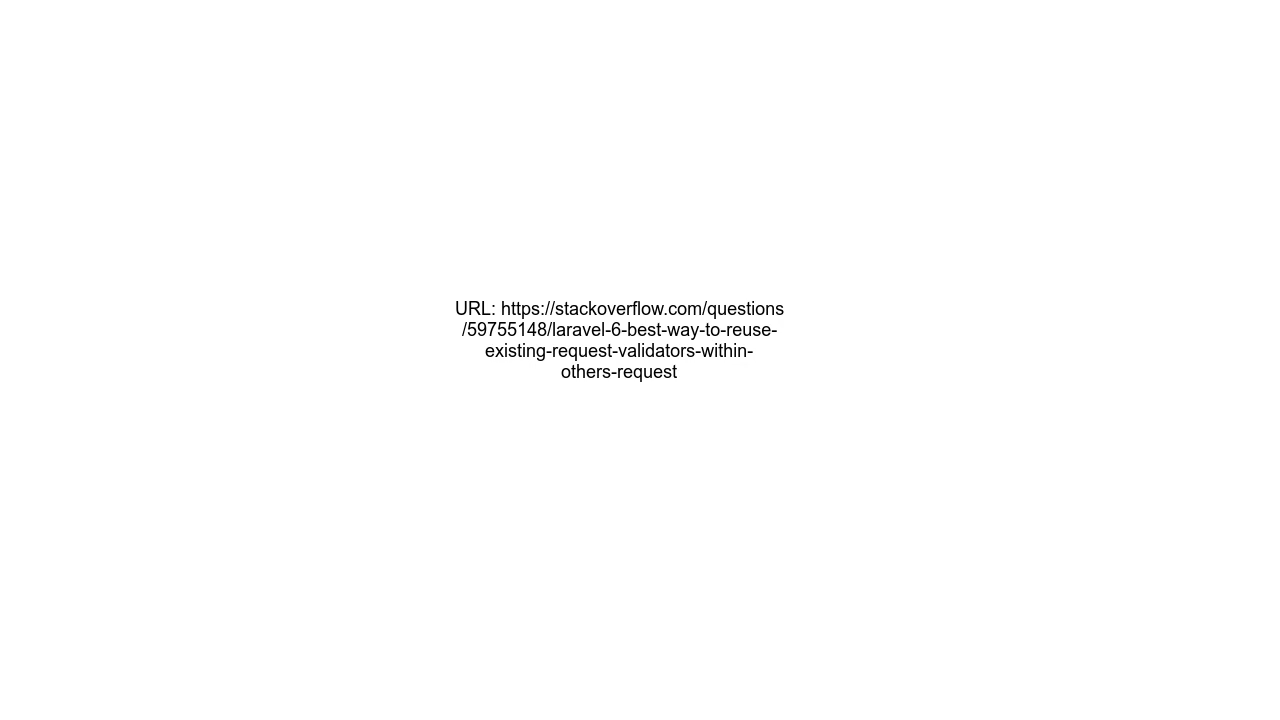 URL: https://stackoverflow.com/questions
/59755148/laravel-6-best-way-to-reuse-
existing-request-validators-within-
others-request